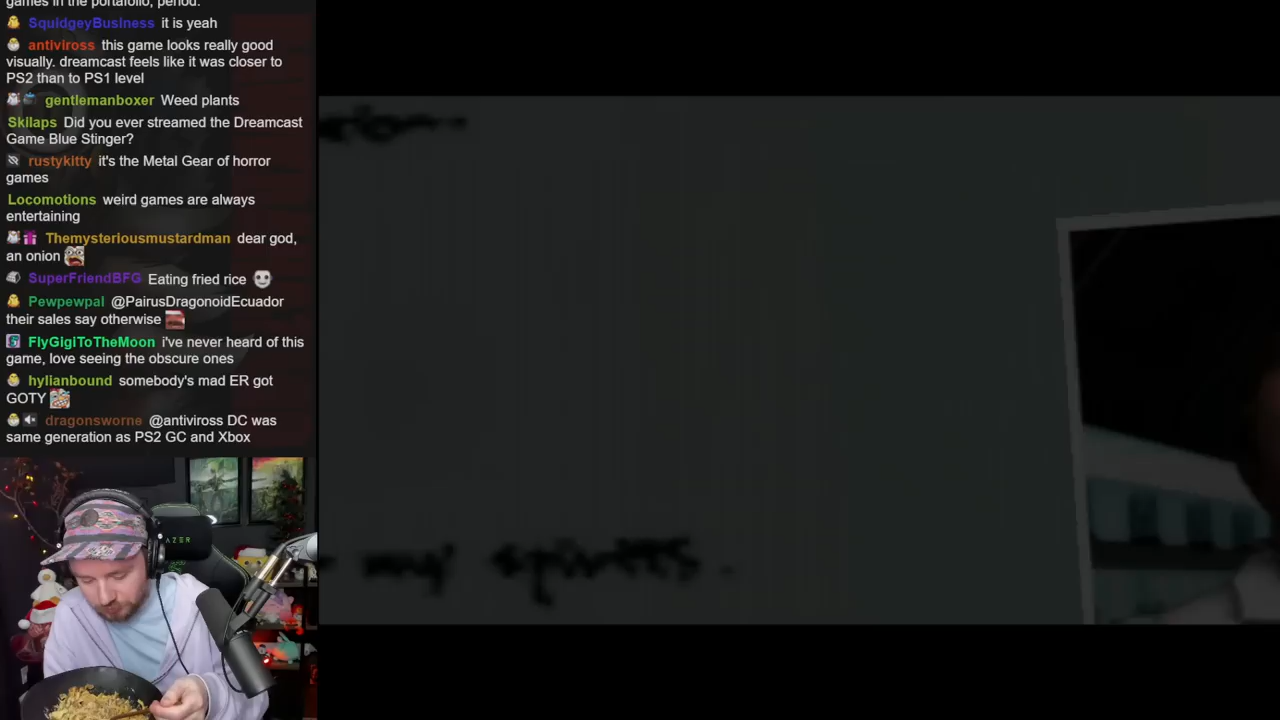 games in the portafolio, period.
SquidgeyBusiness it is yeah
antiviross this game looks really good
visually. dreamcast feels like it was closer to
PS2 than to PS1 level
gentlemanboxer Weed plants
Skilaps Did you ever streamed the Dreamcast
Game Blue Stinger?
rustykitty it's the Metal Gear of horror
games
Locomotions weird games are always
entertaining
Themysteriousmustardman dear god,
an onion
SuperFriendBFG Eating fried rice
Pewpewpal @PairusDragonoidEcuador
their sales say otherwise
FlyGigiToTheMoon i've never heard of this
game, love seeing the obscure ones
hylianbound somebody's mad ER got
GOTY
dragonsworne @antiviross DC was
same generation as PS2 GC and Xbox
my spirits.